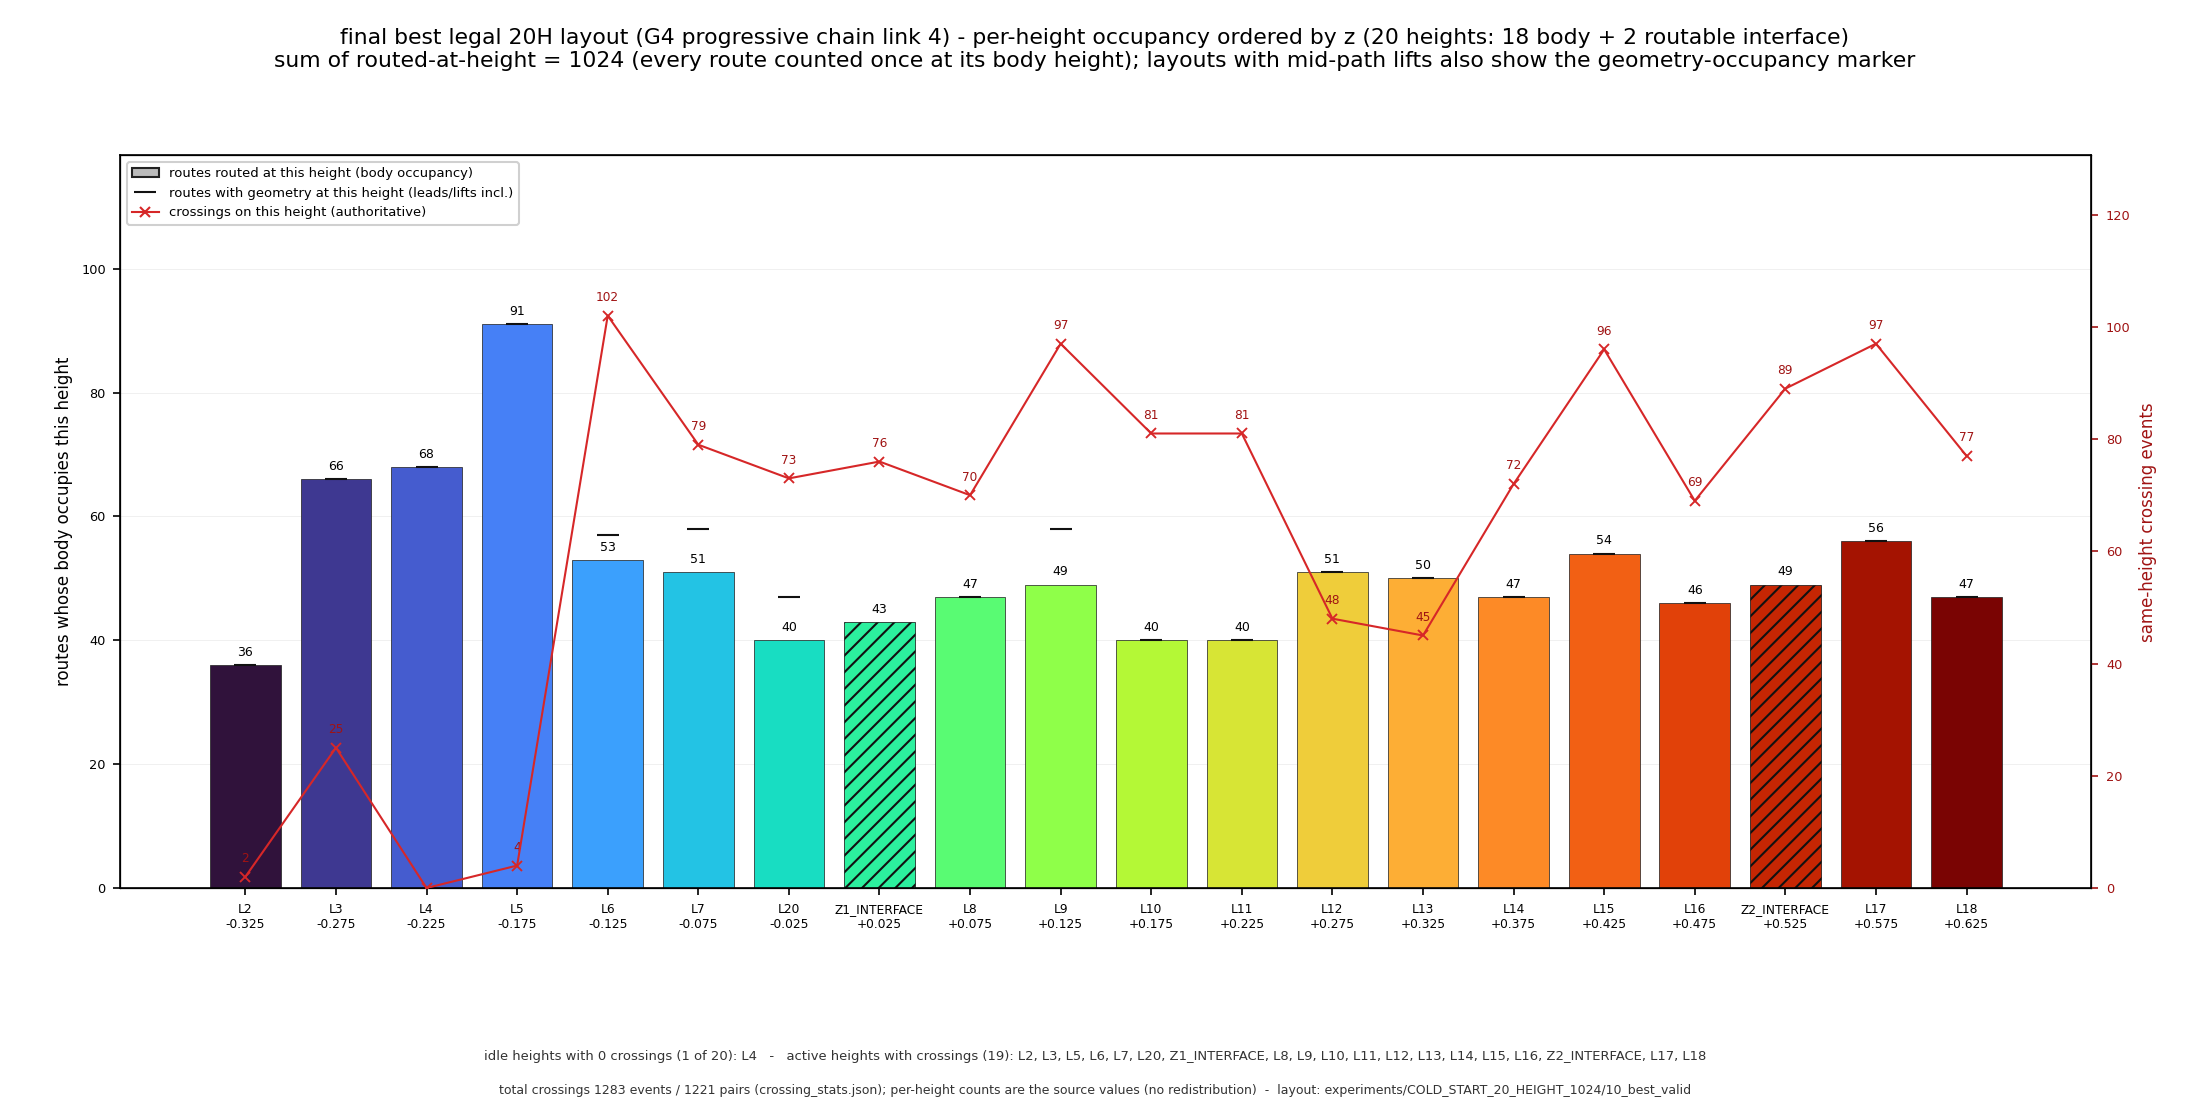 final best legal 20H layout (G4 progressive chain link 4) - per-height occupancy ordered by z (20 heights: 18 body + 2 routable interface)
sum of routed-at-height = 1024 (every route counted once at its body height); layouts with mid-path lifts also show the geometry-occupancy marker
routes routed at this height (body occupancy)
routes with geometry at this height (leads/lifts incl.)
crossings on this height (authoritative)
routes whose body occupies this height
0
20
40
60
80
100
same-height crossing events
0
20
40
60
80
100
120
36
66
68
91
53
51
40
43
47
49
40
40
51
50
47
54
46
49
56
47
2
25
4
102
79
73
76
70
97
81
81
48
45
72
96
69
89
97
77
L2
-0.325
L3
-0.275
L4
-0.225
L5
-0.175
L6
-0.125
L7
-0.075
L20
-0.025
Z1_INTERFACE
+0.025
L8
+0.075
L9
+0.125
L10
+0.175
L11
+0.225
L12
+0.275
L13
+0.325
L14
+0.375
L15
+0.425
L16
+0.475
Z2_INTERFACE
+0.525
L17
+0.575
L18
+0.625
idle heights with 0 crossings (1 of 20): L4   -   active heights with crossings (19): L2, L3, L5, L6, L7, L20, Z1_INTERFACE, L8, L9, L10, L11, L12, L13, L14, L15, L16, Z2_INTERFACE, L17, L18
total crossings 1283 events / 1221 pairs (crossing_stats.json); per-height counts are the source values (no redistribution)  -  layout: experiments/COLD_START_20_HEIGHT_1024/10_best_valid